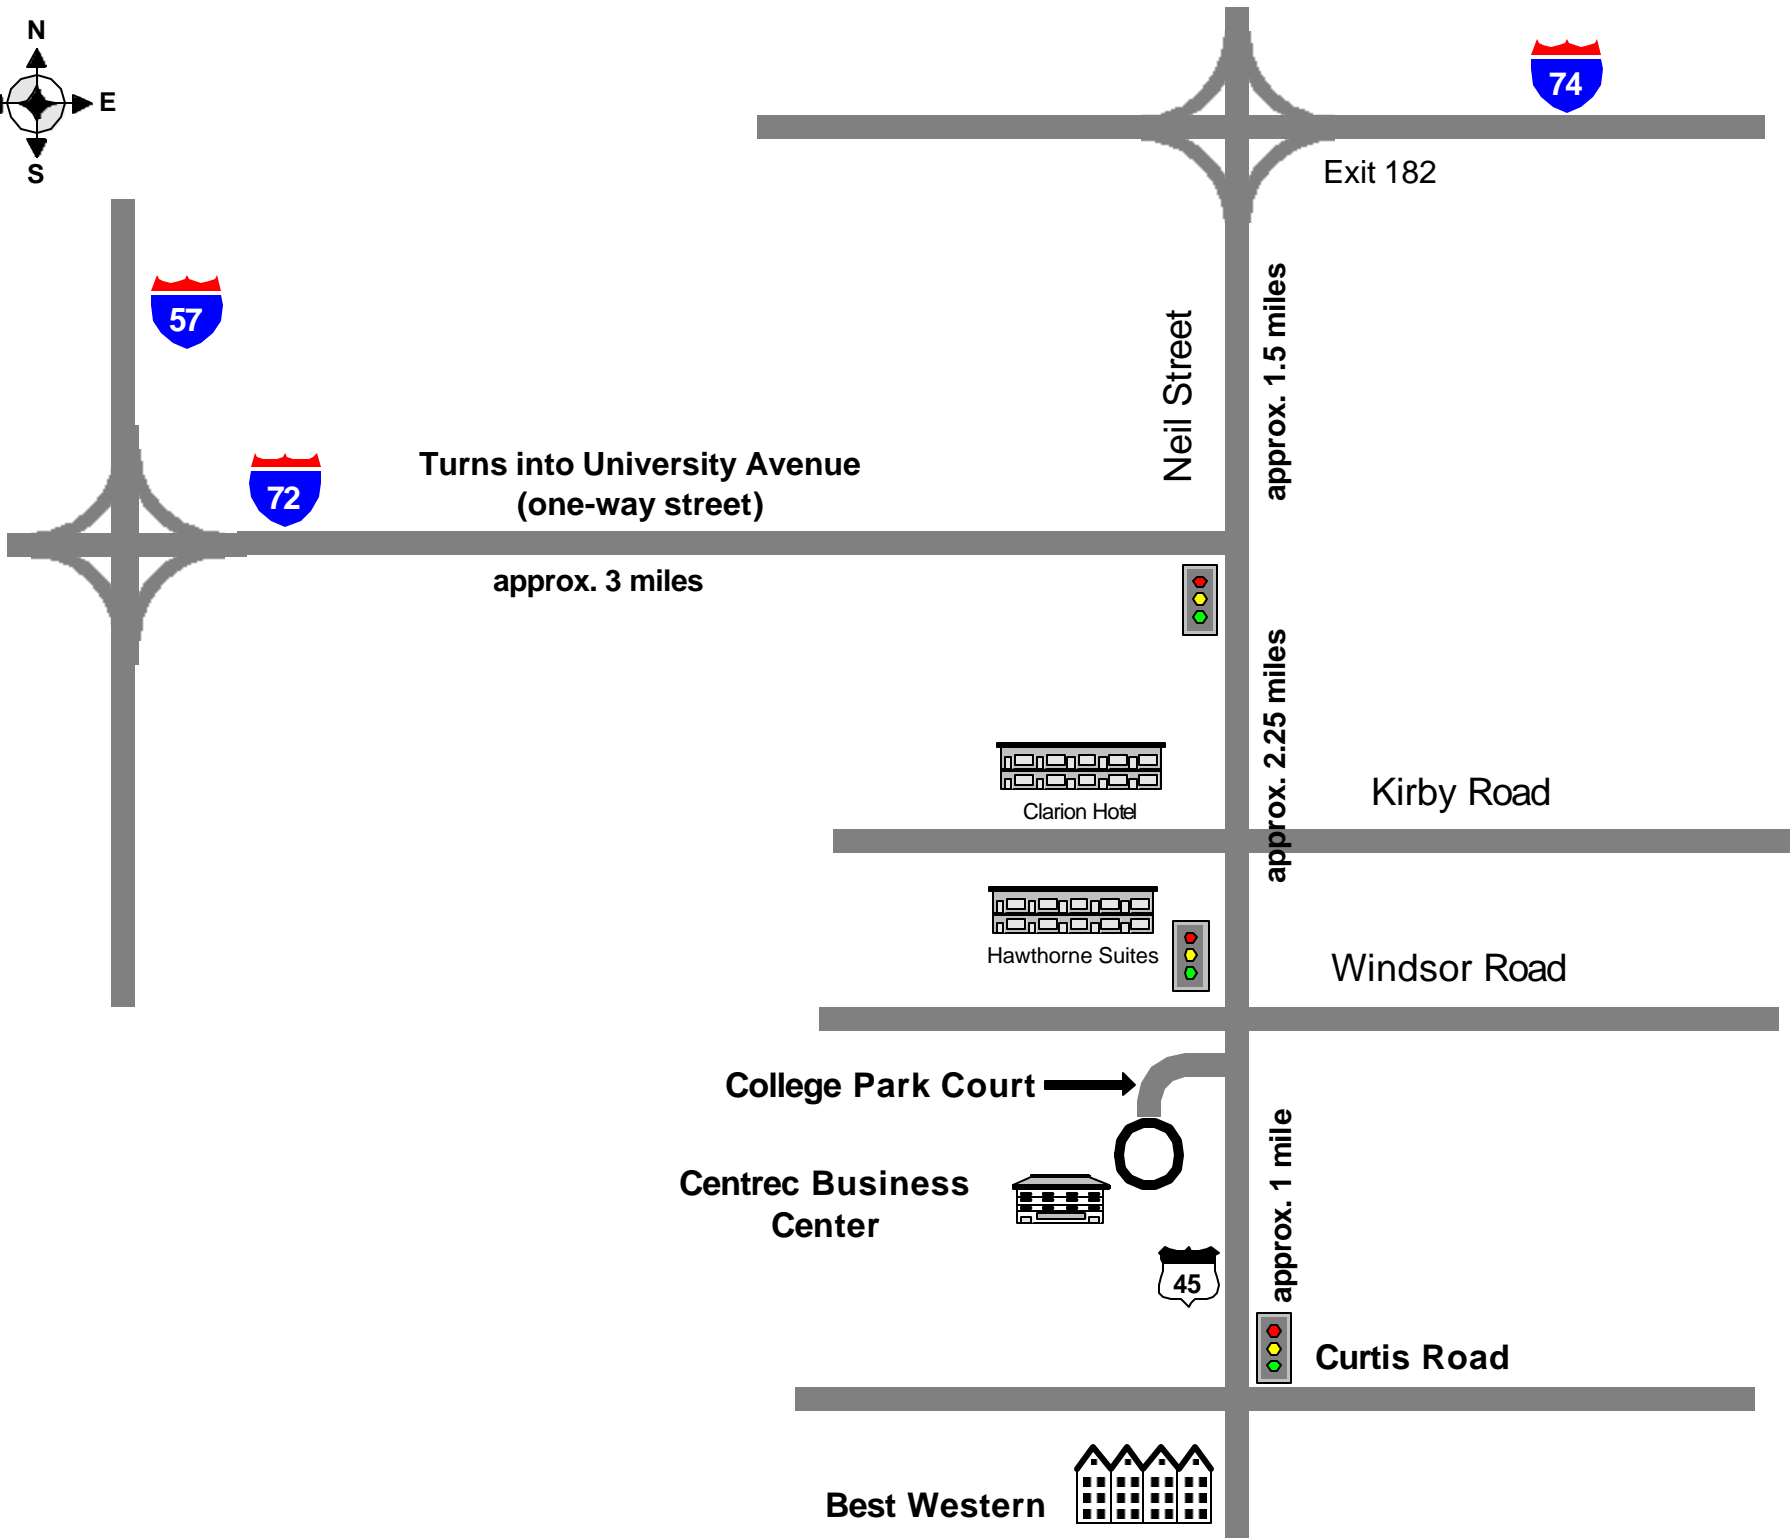 N
E
S
74
Exit 182
57
Neil Street
approx. 1.5 miles
72
Turns into University Avenue
(one-way street)
approx. 3 miles
approx. 2.25 miles
Clarion Hotel
Kirby Road
Hawthorne Suites
Windsor Road
College Park Court
Centrec Business
Center
approx. 1 mile
45
Curtis Road
Best Western